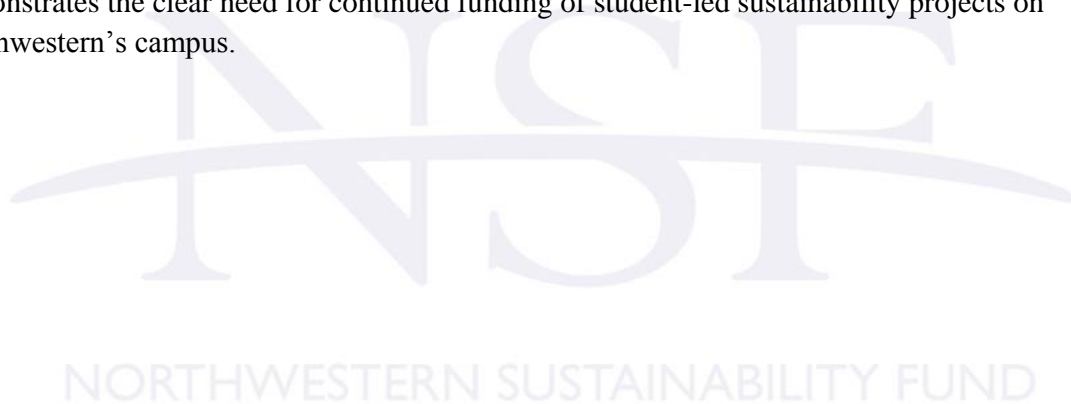 onstrates the clear need for continued funding of student-led sustainability projects on
hwestern's campus.
NSF
NORTHWESTERN SUSTAINABILITY FUND